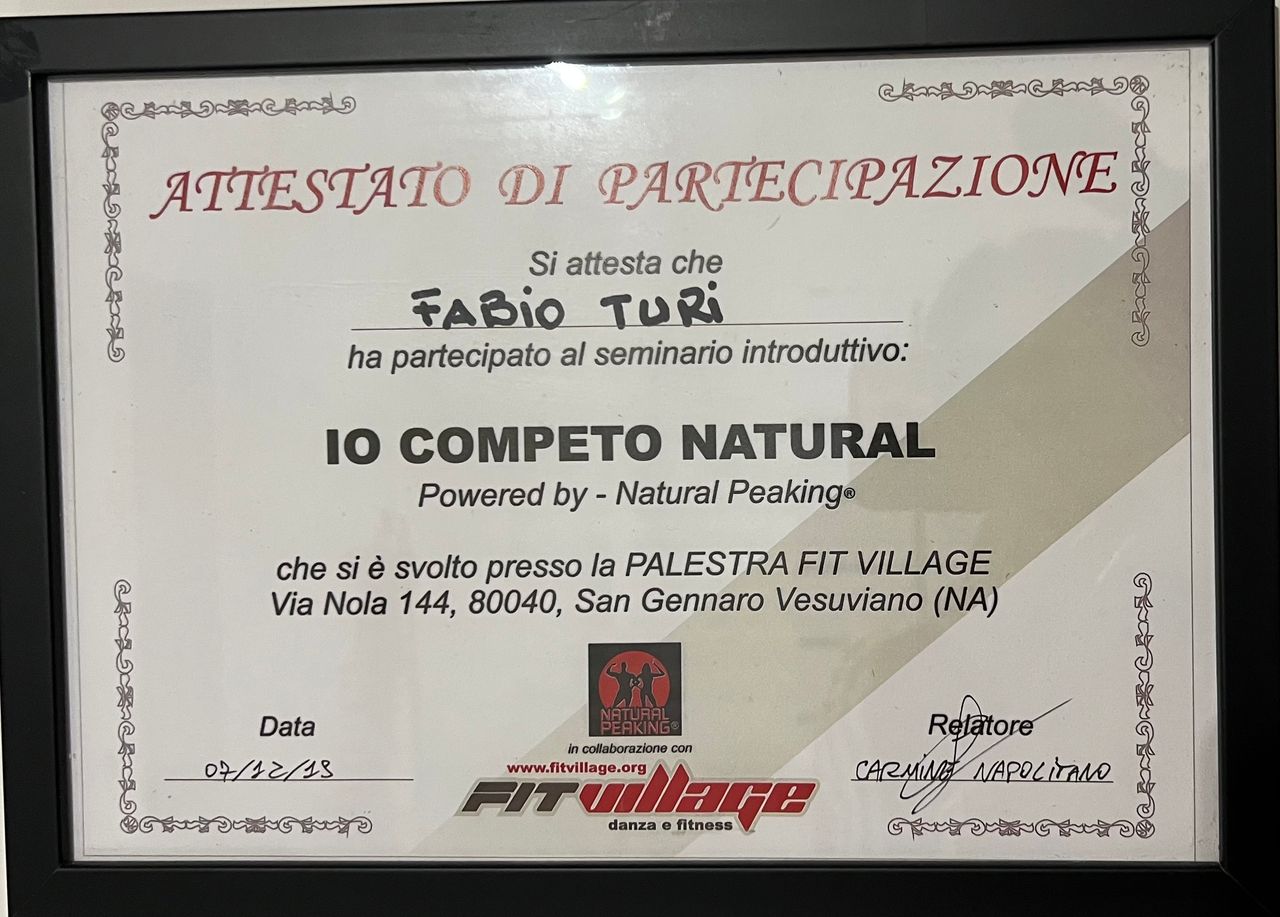 ATTESTATO DI PARTECIPAZIONE
Si attesta che
FABIO TURI
ha partecipato al seminario introduttivo:
IO COMPETO NATURAL
Powered by - Natural Peaking®
che si è svolto presso la PALESTRA FIT VILLAGE
Via Nola 144, 80040, San Gennaro Vesuviano (NA)
NATURAL
PEAKING®
Data
07/12/19
in collaborazione con
www.fitvillage.org
FIT village
danza e fitness
Relatore
CARMINE NAPOLITANO